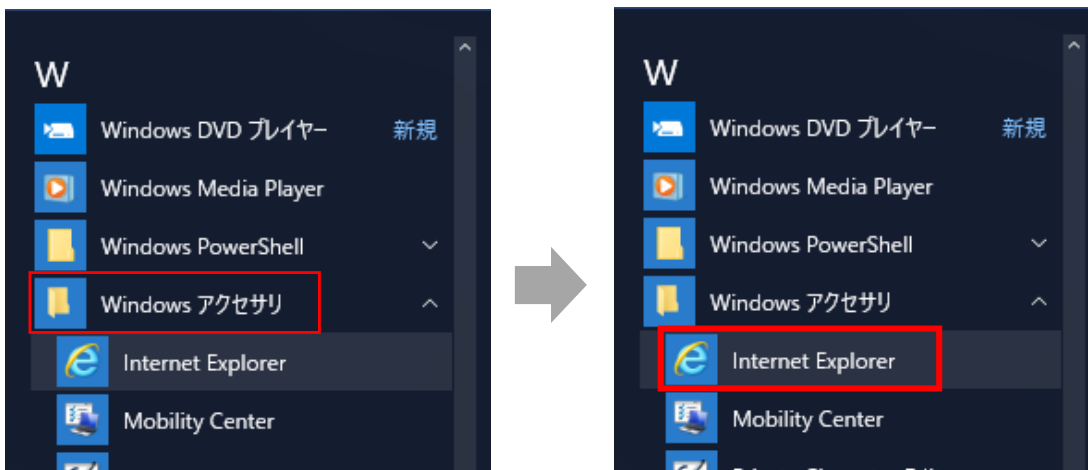 W
Windows DVD プレイヤー 新規
Windows Media Player
Windows PowerShell
Windows アクセサリ
Internet Explorer
Mobility Center
W
Windows DVD プレイヤー 新規
Windows Media Player
Windows PowerShell
Windows アクセサリ
Internet Explorer
Mobility Center